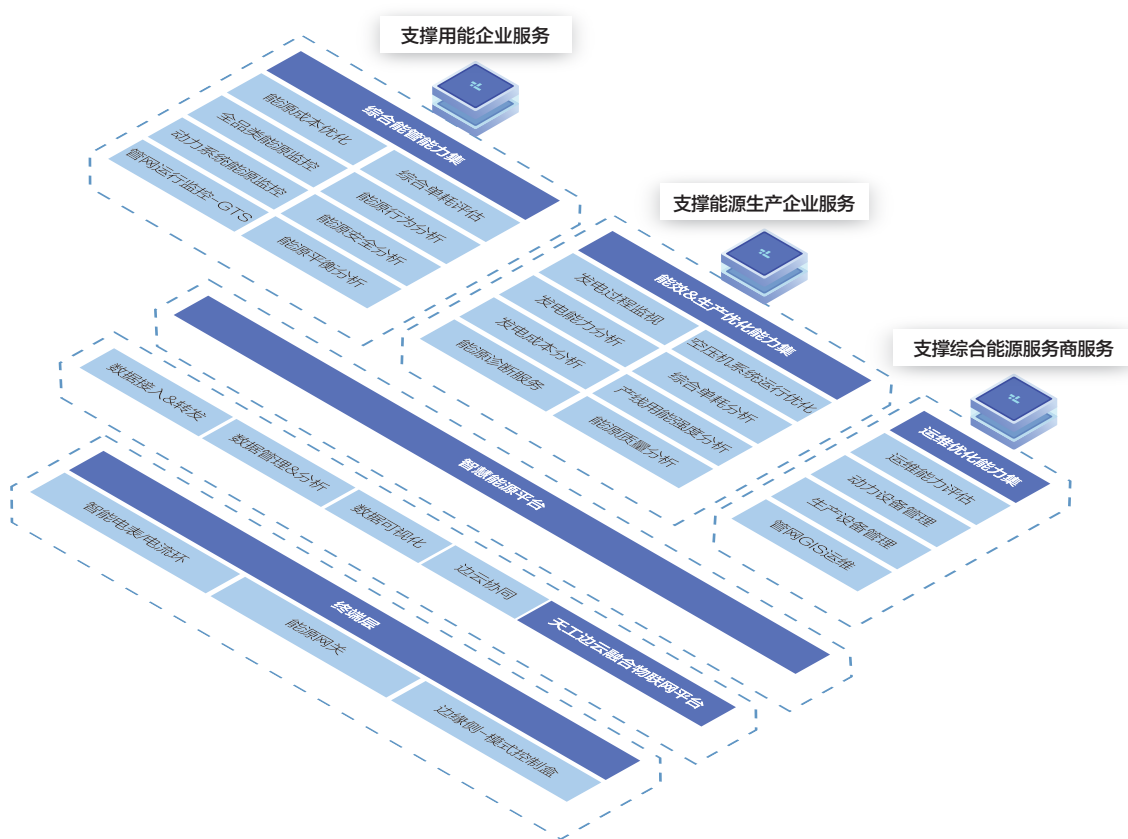 支撑用能企业服务
综合能管能力集
能源成本优化
全品类能源监控
动力系统能源监控
管网运行监控-GTS
综合单耗评估
能源行为分析
能源安全分析
能源平衡分析
支撑能源生产企业服务
能效&生产优化能力集
发电过程监视
发电能力分析
发电成本分析
能源诊断服务
空压机系统运行优化
综合单耗分析
产线用能强度分析
能源质量分析
支撑综合能源服务商服务
运维优化能力集
运维能力评估
动力设备管理
生产设备管理
管网GIS运维
智慧能源平台
数据接入&转发
数据管理&分析
数据可视化
边云协同
天工边云融合物联网平台
终端层
智能电表/电流环
能源网关
边缘侧-模式控制盒